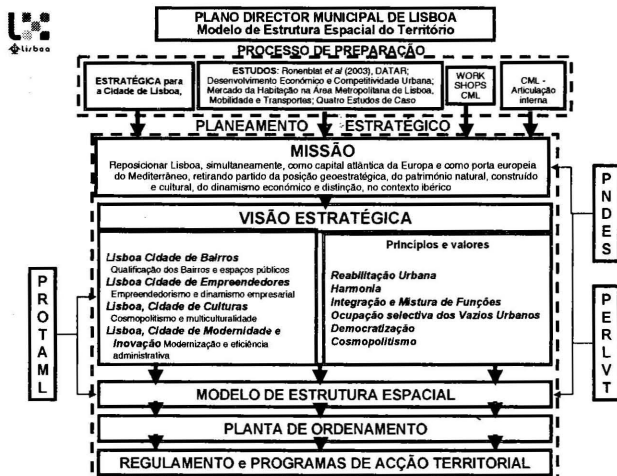 PLANO DIRECTOR MUNICIPAL DE LISBOA
Modelo de Estrutura Espacial do Território
Lisboa
PROCESSO DE PREPARAÇÃO
ESTRATÉGICA para
a Cidade de Lisboa,
ESTUDOS: Ronenblat et al (2003), DATAR;
Desenvolvimento Económico e Competitividade Urbana;
Mercado da Habitação na Área Metropolitana de Lisboa,
Mobilidade e Transportes; Quatro Estudos de Caso
WORK
SHOPS
CML
CML -
Articulação
interna
PLANEAMENTO ESTRATÉGICO
MISSÃO
Reposicionar Lisboa, simultaneamente, como capital atlântica da Europa e como porta europeia
do Mediterrâneo, retirando partido da posição geoestratégica, do património natural, construído
e cultural, do dinamismo económico e distinção, no contexto ibérico
VISÃO ESTRATÉGICA
Lisboa Cidade de Bairros
Qualificação dos Bairros e espaços públicos
Lisboa Cidade de Empreendedores
Empreendedorismo e dinamismo empresarial
Lisboa, Cidade de Culturas
Cosmopolitismo e multiculturalidade
Lisboa, Cidade de Modernidade e
Inovação Modernização e eficiência
administrativa
Princípios e valores
Reabilitação Urbana
Harmonia
Integração e Mistura de Funções
Ocupação selectiva dos Vazios Urbanos
Democratização
Cosmopolitismo
PROTAML
PNDES
PERLVT
MODELO DE ESTRUTURA ESPACIAL
PLANTA DE ORDENAMENTO
REGULAMENTO e PROGRAMAS DE ACÇÃO TERRITORIAL